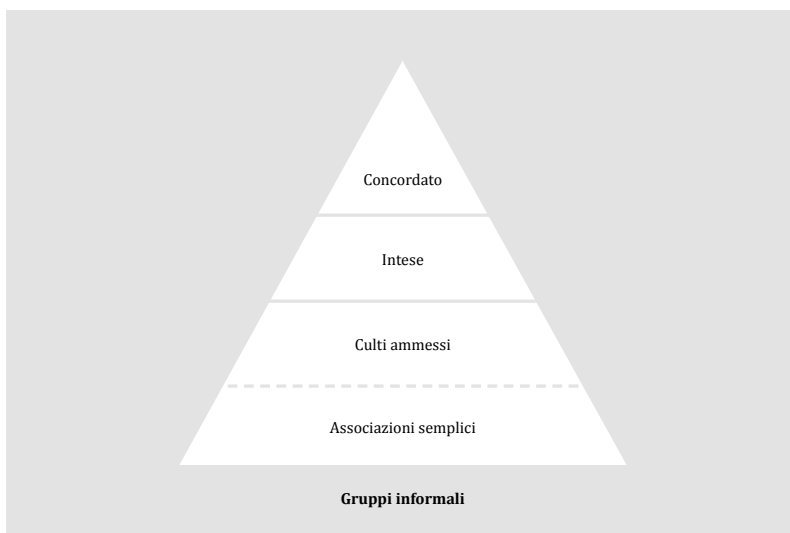 Concordato
Intese
Culti ammessi
Associazioni semplici
Gruppi informali